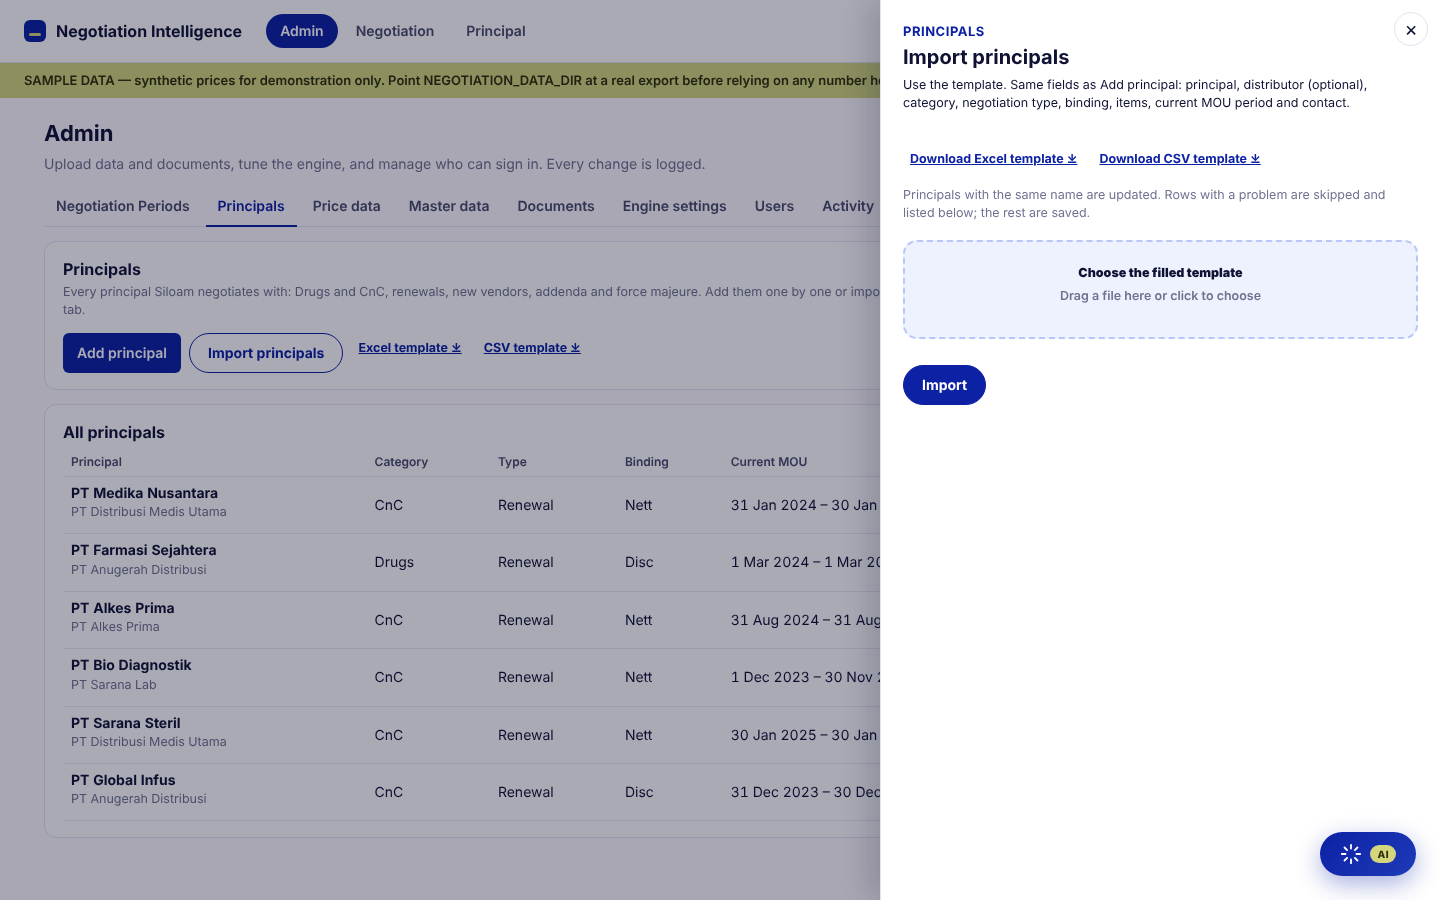 Negotiation Intelligence
Admin
Negotiation
Principal
SAMPLE DATA — synthetic prices for demonstration only. Point NEGOTIATION_DATA_DIR at a real export before relying on any number
Admin
Upload data and documents, tune the engine, and manage who can sign in. Every change is logged.
Negotiation Periods
Principals
Price data
Master data
Documents
Engine settings
Users
Activity
Principals
Every principal Siloam negotiates with: Drugs and CnC, renewals, new vendors, addenda and force majeure. Add them one by one or
tab.
Add principal
Import principals
Excel template ↓
CSV template ↓
All principals
Principal Category Type Binding Current MOU
PT Medika Nusantara
PT Distribusi Medis Utama
CnC Renewal Nett 31 Jan 2024 – 30 Jan
PT Farmasi Sejahtera
PT Anugerah Distribusi
Drugs Renewal Disc 1 Mar 2024 – 1 Mar
PT Alkes Prima
PT Alkes Prima
CnC Renewal Nett 31 Aug 2024 – 31 Aug
PT Bio Diagnostik
PT Sarana Lab
CnC Renewal Nett 1 Dec 2023 – 30 Nov
PT Sarana Steril
PT Distribusi Medis Utama
CnC Renewal Nett 30 Jan 2025 – 30 Jan
PT Global Infus
PT Anugerah Distribusi
CnC Renewal Disc 31 Dec 2023 – 30 Dec
PRINCIPALS
Import principals
Use the template. Same fields as Add principal: principal, distributor (optional),
category, negotiation type, binding, items, current MOU period and contact.
Download Excel template ↓
Download CSV template ↓
Principals with the same name are updated. Rows with a problem are skipped and
listed below; the rest are saved.
Choose the filled template
Drag a file here or click to choose
Import
AI